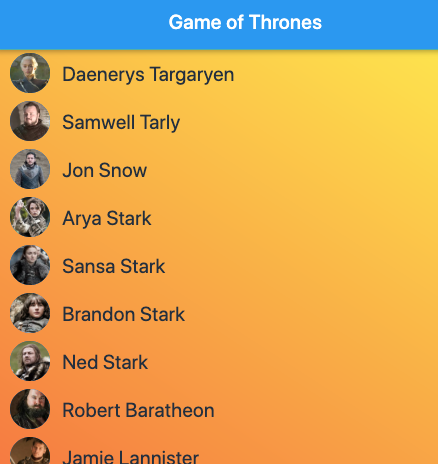 Game of Thrones
Daenerys Targaryen
Samwell Tarly
Jon Snow
Arya Stark
Sansa Stark
Brandon Stark
Ned Stark
Robert Baratheon
Jamie Lannister